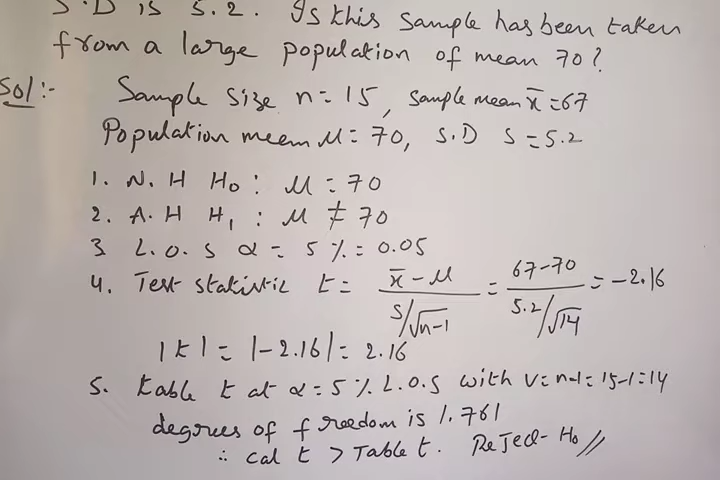 S.D is 5.2. Is this sample has been taken
from a large population of mean 70?
Sol:- Sample size n = 15, sample mean x̄ = 67
Population meem μ = 70, S.D S = 5.2
1. N.H H₀ : μ = 70
2. A.H H₁ : μ ≠ 70
3 L.O.S α = 5 % = 0.05
4. Test statistic t = (x̄ - μ)/(S/√n-1) = (67-70)/(5.2/√14) = -2.16
|t| = |-2.16| = 2.16
5. table t at α = 5 % L.O.S with ν = n-1 = 15-1 = 14
degrees of freedom is 1.761
∴ cal t > Table t. Reject H₀ //